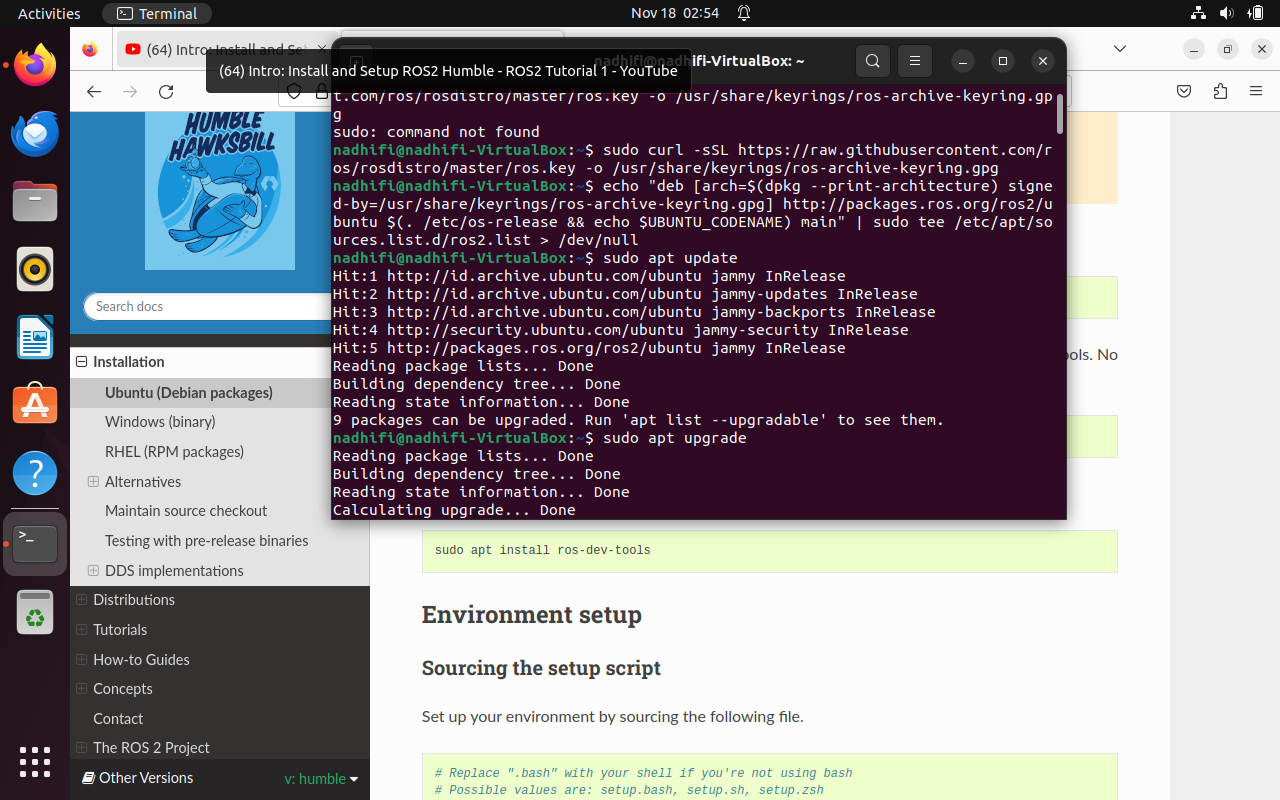 Activities
Terminal
Nov 18 02:54
(64) Intro: Install and Set
nadhifi@nadhifi-VirtualBox: ~
(64) Intro: Install and Setup ROS2 Humble - ROS2 Tutorial 1 - YouTube
t.com/ros/rosdistro/master/ros.key -o /usr/share/keyrings/ros-archive-keyring.gp
g
sudo: command not found
nadhifi@nadhifi-VirtualBox:~$ sudo curl -sSL https://raw.githubusercontent.com/r
os/rosdistro/master/ros.key -o /usr/share/keyrings/ros-archive-keyring.gpg
nadhifi@nadhifi-VirtualBox:~$ echo "deb [arch=$(dpkg --print-architecture) signe
d-by=/usr/share/keyrings/ros-archive-keyring.gpg] http://packages.ros.org/ros2/u
buntu $(. /etc/os-release && echo $UBUNTU_CODENAME) main" | sudo tee /etc/apt/so
urces.list.d/ros2.list > /dev/null
nadhifi@nadhifi-VirtualBox:~$ sudo apt update
Hit:1 http://id.archive.ubuntu.com/ubuntu jammy InRelease
Hit:2 http://id.archive.ubuntu.com/ubuntu jammy-updates InRelease
Hit:3 http://id.archive.ubuntu.com/ubuntu jammy-backports InRelease
Hit:4 http://security.ubuntu.com/ubuntu jammy-security InRelease
Hit:5 http://packages.ros.org/ros2/ubuntu jammy InRelease
Reading package lists... Done
Building dependency tree... Done
Reading state information... Done
9 packages can be upgraded. Run 'apt list --upgradable' to see them.
nadhifi@nadhifi-VirtualBox:~$ sudo apt upgrade
Reading package lists... Done
Building dependency tree... Done
Reading state information... Done
Calculating upgrade... Done
HUMBLE
HAWKSBILL
Search docs
Installation
Ubuntu (Debian packages)
Windows (binary)
RHEL (RPM packages)
Alternatives
Maintain source checkout
Testing with pre-release binaries
DDS implementations
Distributions
Tutorials
How-to Guides
Concepts
Contact
The ROS 2 Project
Other Versions
v: humble
ools. No
sudo apt install ros-dev-tools
Environment setup
Sourcing the setup script
Set up your environment by sourcing the following file.
# Replace ".bash" with your shell if you're not using bash
# Possible values are: setup.bash, setup.sh, setup.zsh